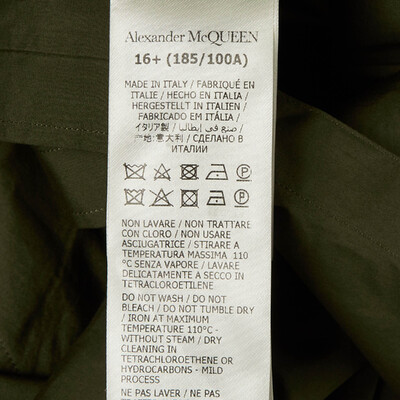 Alexander McQUEEN
16+ (185/100A)
MADE IN ITALY / FABRIQUÉ EN
ITALIE / HECHO EN ITALIA /
HERGESTELLT IN ITALIEN /
FABRICADO EM ITÁLIA /
イタリア製 / صنع في إيطاليا /
产地:意大利 / СДЕЛАНО В
ИТАЛИИ
NON LAVARE / NON TRATTARE
CON CLORO / NON USARE
ASCIUGATRICE / STIRARE A
TEMPERATURA MASSIMA 110
°C SENZA VAPORE / LAVARE
DELICATAMENTE A SECCO IN
TETRACLOROETILENE
DO NOT WASH / DO NOT
BLEACH / DO NOT TUMBLE DRY
/ IRON AT MAXIMUM
TEMPERATURE 110°C -
WITHOUT STEAM / DRY
CLEANING IN
TETRACHLOROETHENE OR
HYDROCARBONS - MILD
PROCESS
NE PAS LAVER / NE PAS